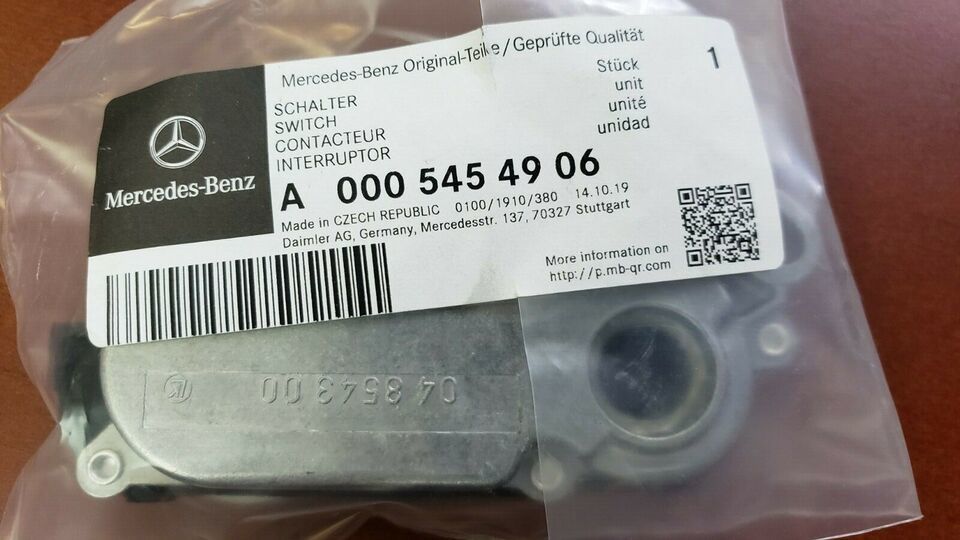 Mercedes-Benz Original-Teile/Geprüfte Qualität
SCHALTER
SWITCH
CONTACTEUR
INTERRUPTOR
Stück
unit
unité
unidad
1
Mercedes-Benz
A 000 545 49 06
Made in CZECH REPUBLIC 0100/1910/380 14.10.19
Daimler AG, Germany, Mercedesstr. 137, 70327 Stuttgart
More information on
http://p.mb-qr.com
04 8543 00